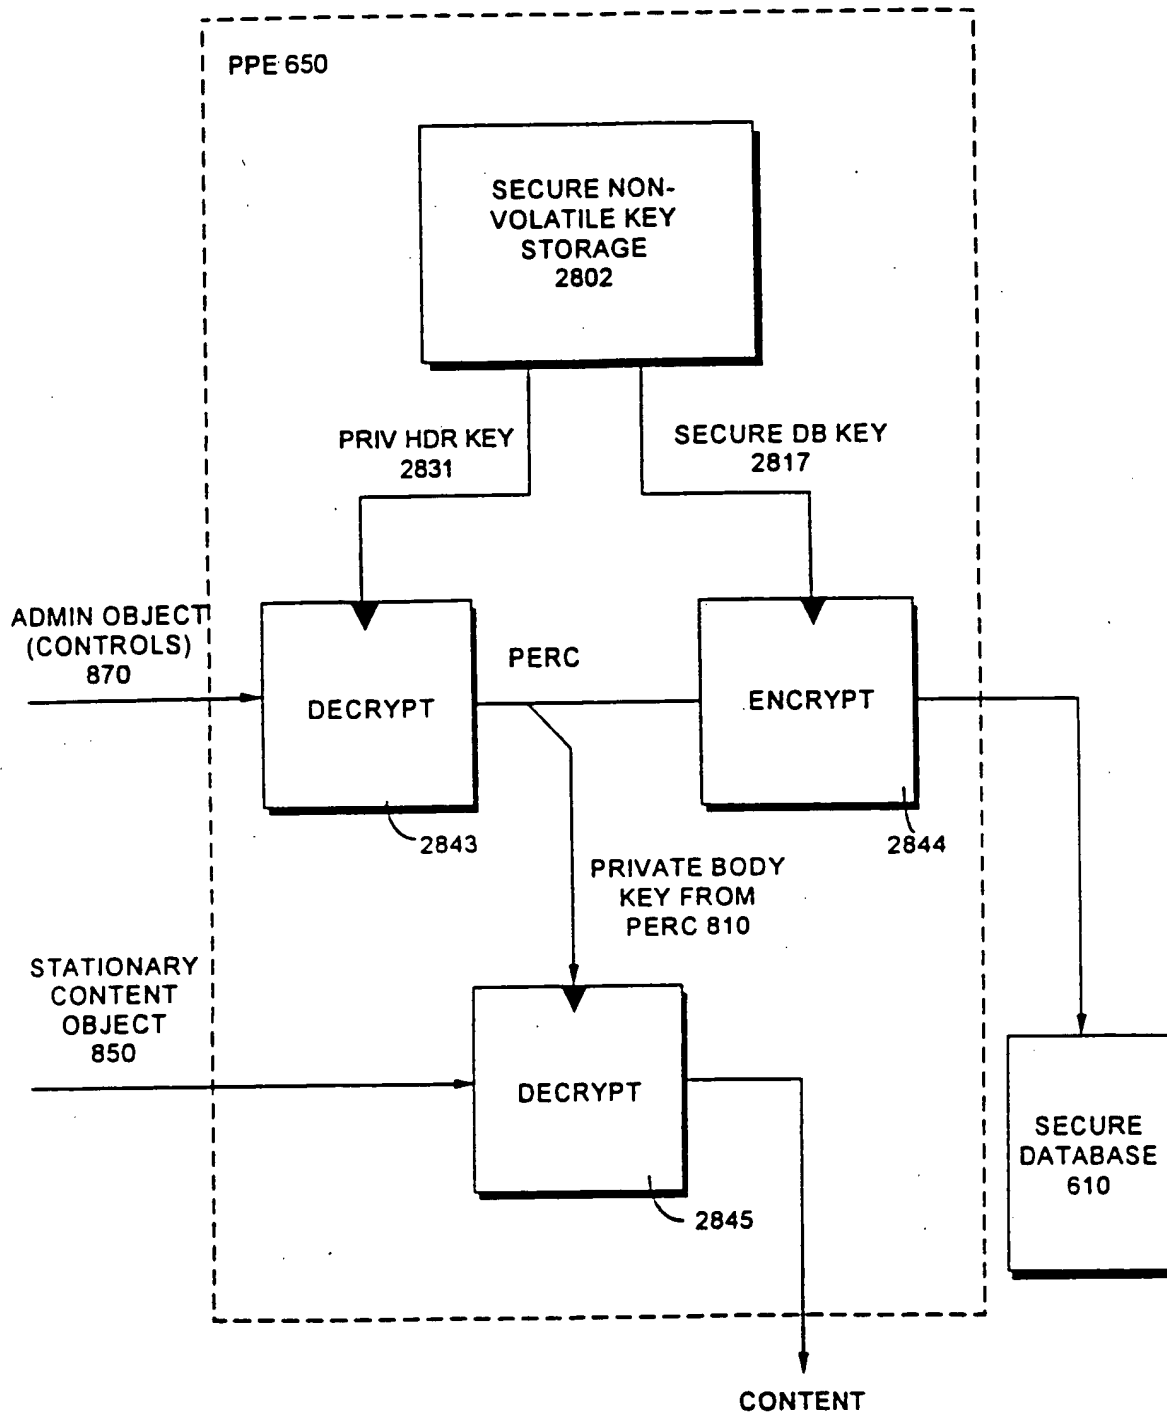 PPE 650
SECURE NON-
VOLATILE KEY
STORAGE
2802
PRIV HDR KEY
2831
SECURE DB KEY
2817
ADMIN OBJECT
(CONTROLS)
870
DECRYPT
PERC
ENCRYPT
2843
2844
PRIVATE BODY
KEY FROM
PERC 810
STATIONARY
CONTENT
OBJECT
850
DECRYPT
2845
SECURE
DATABASE
610
CONTENT